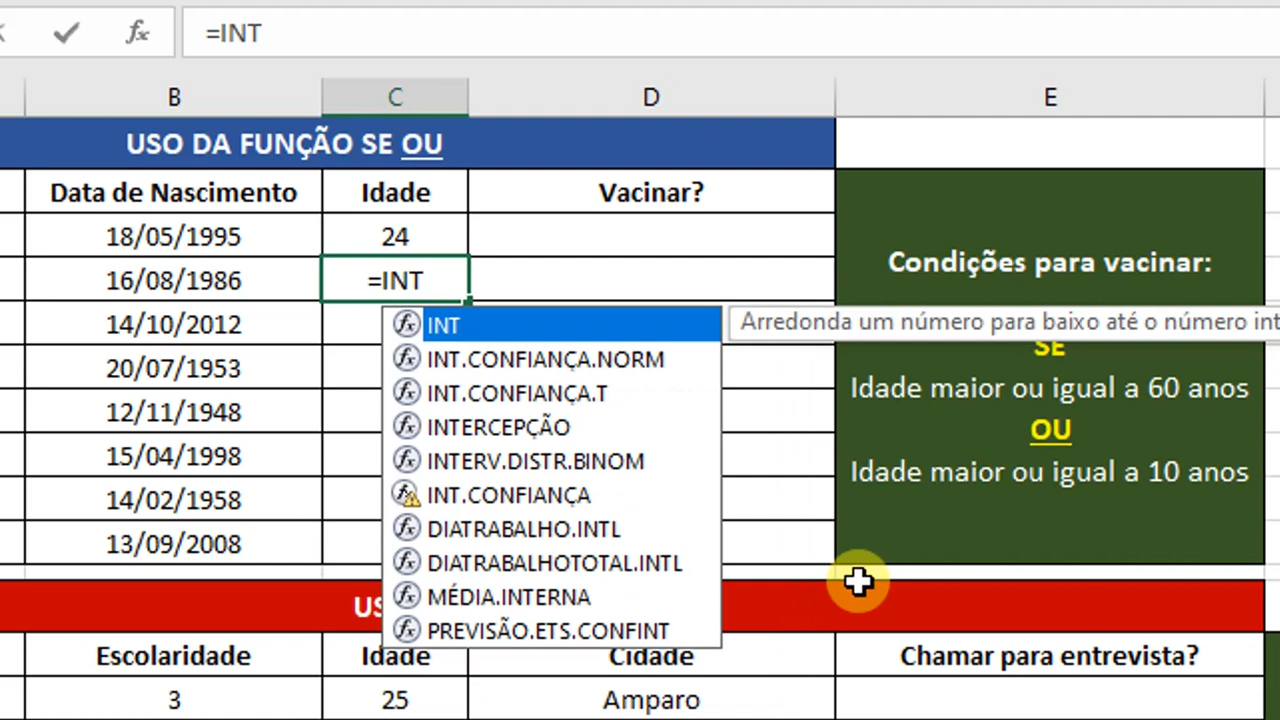 =INT
B C D E
USO DA FUNÇÃO SE OU
Data de Nascimento Idade Vacinar?
18/05/1995 24
16/08/1986 =INT
14/10/2012
20/07/1953
12/11/1948
15/04/1998
14/02/1958
13/09/2008
INT
INT.CONFIANÇA.NORM
INT.CONFIANÇA.T
INTERCEPÇÃO
INTERV.DISTR.BINOM
INT.CONFIANÇA
DIATRABALHO.INTL
DIATRABALHOTOTAL.INTL
MÉDIA.INTERNA
PREVISÃO.ETS.CONFINT
Arredonda um número para baixo até o número int
Condições para vacinar:
SE
Idade maior ou igual a 60 anos
OU
Idade maior ou igual a 10 anos
US
Escolaridade Idade Cidade Chamar para entrevista?
3 25 Amparo